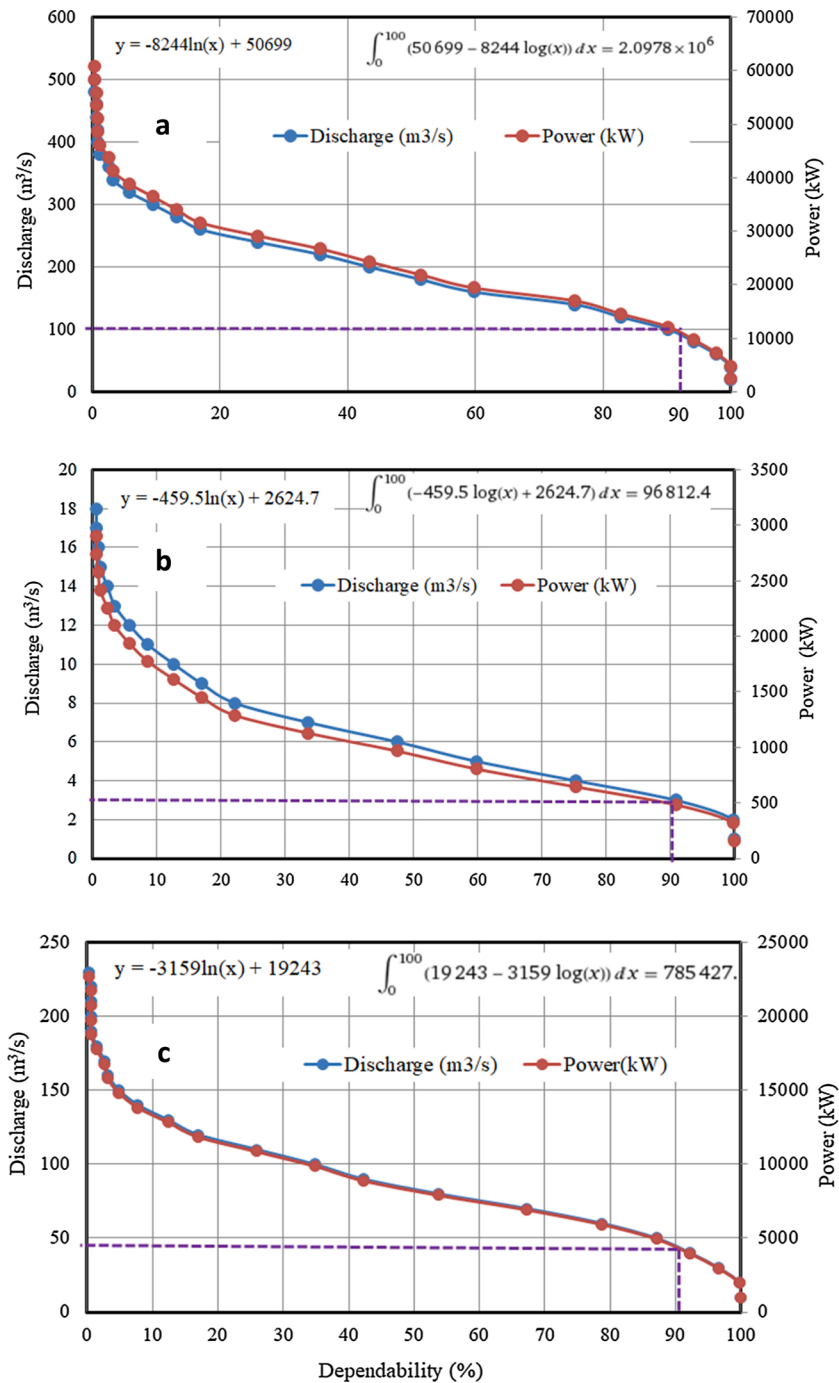 600
70000
y = -8244ln(x) + 50699
∫₀¹⁰⁰ (50 699 − 8244 log(x)) dx = 2.0978 × 10⁶
500
60000
a
50000
400
Discharge (m3/s)
Power (kW)
40000
300
Discharge (m³/s)
Power (kW)
30000
200
20000
100
10000
0
0
0 20 40 60 80 90 100
20
3500
y = -459.5ln(x) + 2624.7
∫₀¹⁰⁰ (−459.5 log(x) + 2624.7) dx = 96 812.4
18
3000
16
b
14
2500
Discharge (m3/s)
Power (kW)
12
2000
10
Discharge (m³/s)
Power (kW)
8
1500
6
1000
4
500
2
0
0
0 10 20 30 40 50 60 70 80 90 100
250
25000
y = -3159ln(x) + 19243
∫₀¹⁰⁰ (19 243 − 3159 log(x)) dx = 785 427.
200
20000
c
Discharge (m3/s)
Power(kW)
150
15000
Discharge (m³/s)
Power (kW)
100
10000
50
5000
0
0
0 10 20 30 40 50 60 70 80 90 100
Dependability (%)